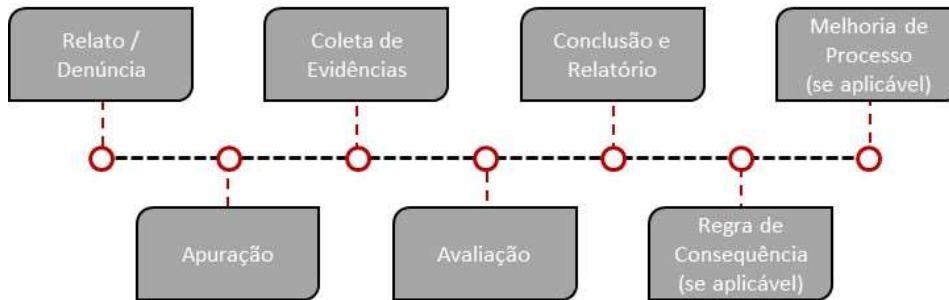 Relato /
Denúncia
Coleta de
Evidências
Conclusão e
Relatório
Melhoria de
Processo
(se aplicável)
Apuração
Avaliação
Regra de
Consequência
(se aplicável)